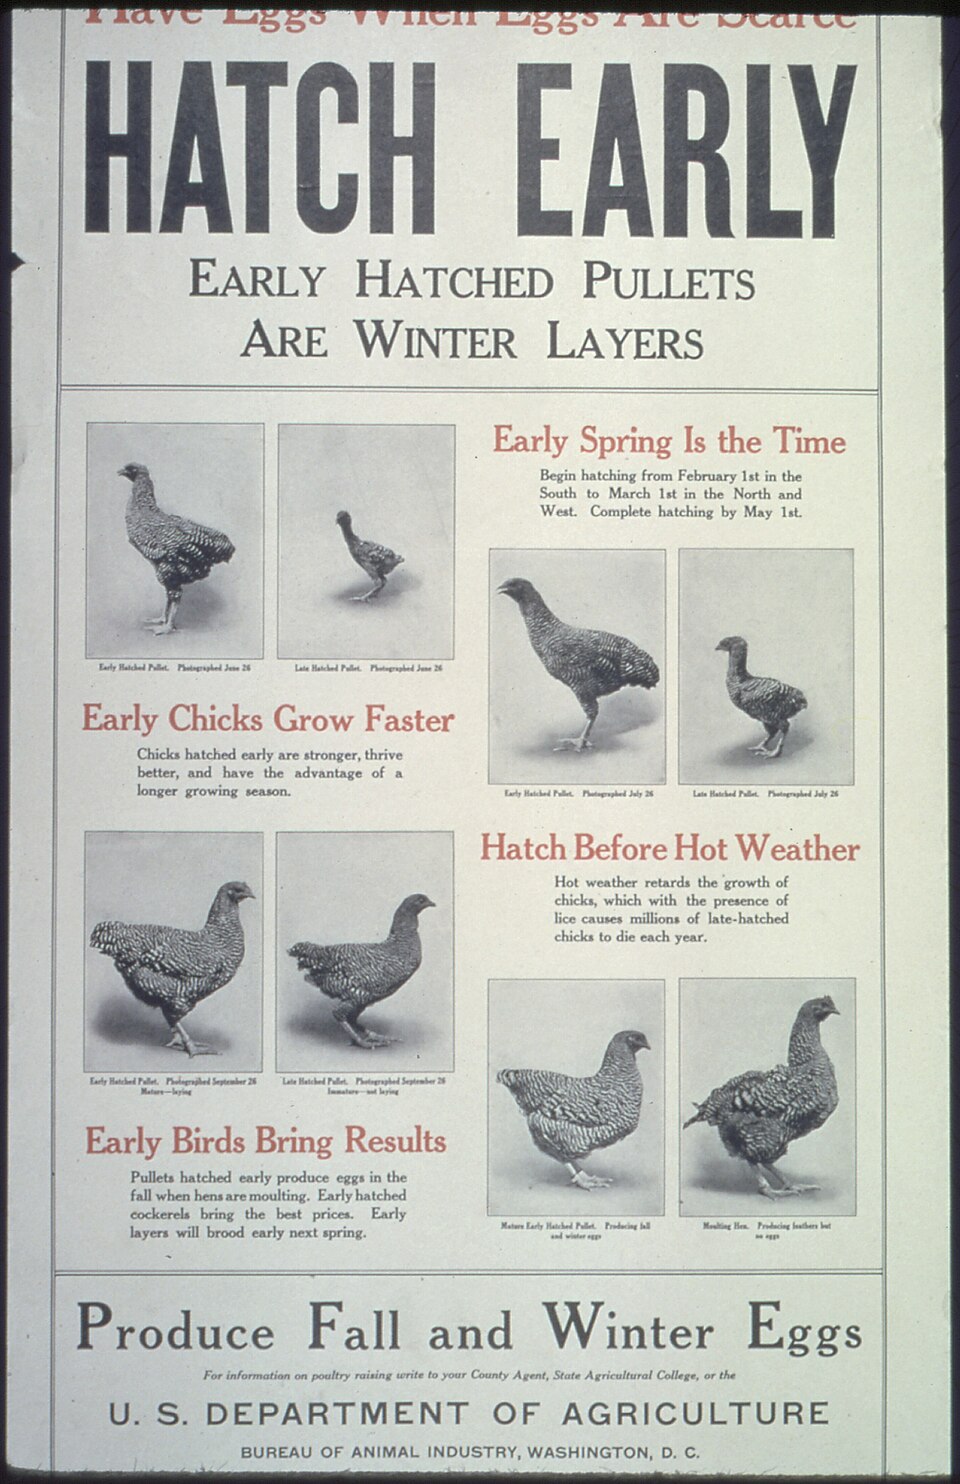 Have Eggs When Eggs Are Scarce
HATCH EARLY
EARLY HATCHED PULLETS
ARE WINTER LAYERS
Early Hatched Pullet. Photographed June 26
Late Hatched Pullet. Photographed June 26
Early Chicks Grow Faster
Chicks hatched early are stronger, thrive
better, and have the advantage of a
longer growing season.
Early Hatched Pullet. Photographed September 26
Mature—laying
Late Hatched Pullet. Photographed September 26
Immature—not laying
Early Birds Bring Results
Pullets hatched early produce eggs in the
fall when hens are moulting. Early hatched
cockerels bring the best prices. Early
layers will brood early next spring.
Early Spring Is the Time
Begin hatching from February 1st in the
South to March 1st in the North and
West. Complete hatching by May 1st.
Early Hatched Pullet. Photographed July 26
Late Hatched Pullet. Photographed July 26
Hatch Before Hot Weather
Hot weather retards the growth of
chicks, which with the presence of
lice causes millions of late-hatched
chicks to die each year.
Mature Early Hatched Pullet. Producing fall
and winter eggs
Moulting Hen. Producing feathers but
no eggs
Produce Fall and Winter Eggs
For information on poultry raising write to your County Agent, State Agricultural College, or the
U. S. DEPARTMENT OF AGRICULTURE
BUREAU OF ANIMAL INDUSTRY, WASHINGTON, D. C.